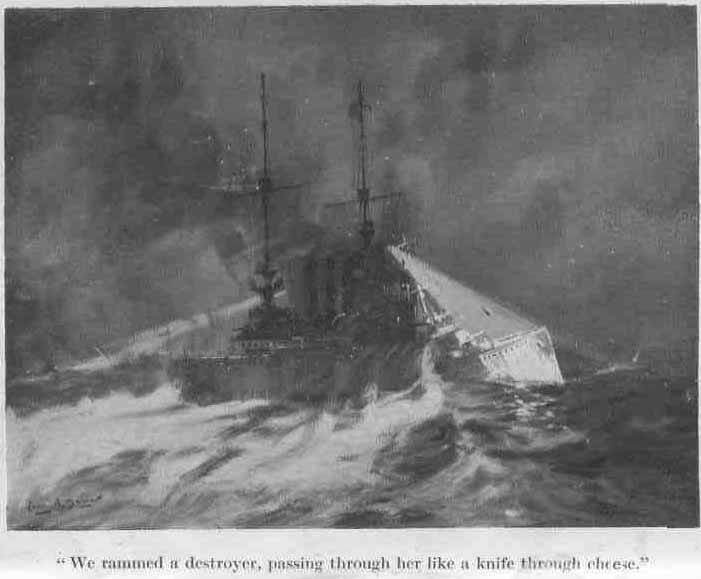 “ We rammed a destroyer, passing through her like a knife through cheese.”